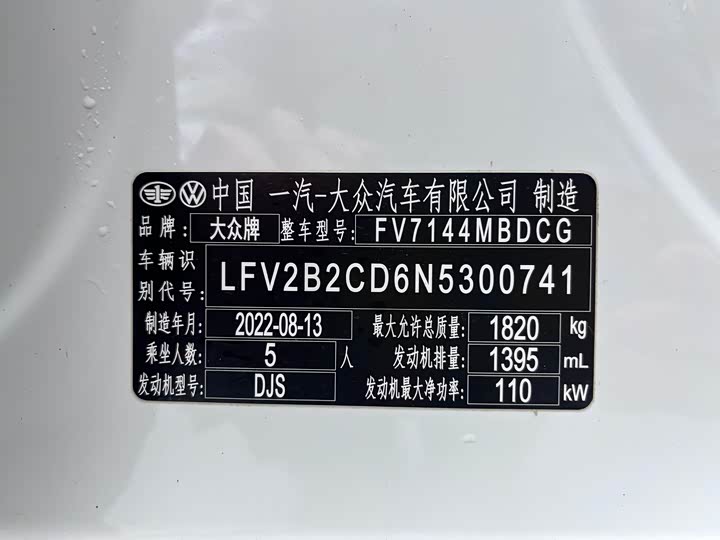 中国 一汽-大众汽车有限公司 制造
品牌: 大众牌 整车型号: FV7144MBDCG
车辆识别代号: LFV2B2CD6N5300741
制造年月: 2022-08-13 最大允许总质量: 1820 kg
乘坐人数: 5 人 发动机排量: 1395 mL
发动机型号: DJS 发动机最大净功率: 110 kW